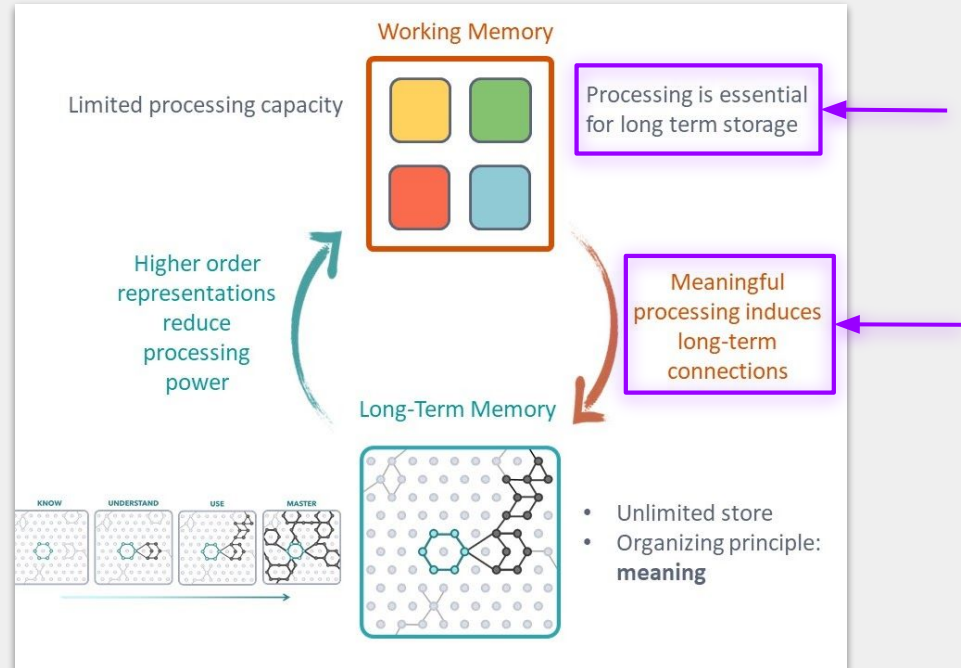 Working Memory
Limited processing capacity
Processing is essential
for long term storage
Higher order
representations
reduce
processing
power
Meaningful
processing induces
long-term
connections
Long-Term Memory
KNOW
UNDERSTAND
USE
MASTER
• Unlimited store
• Organizing principle:
meaning